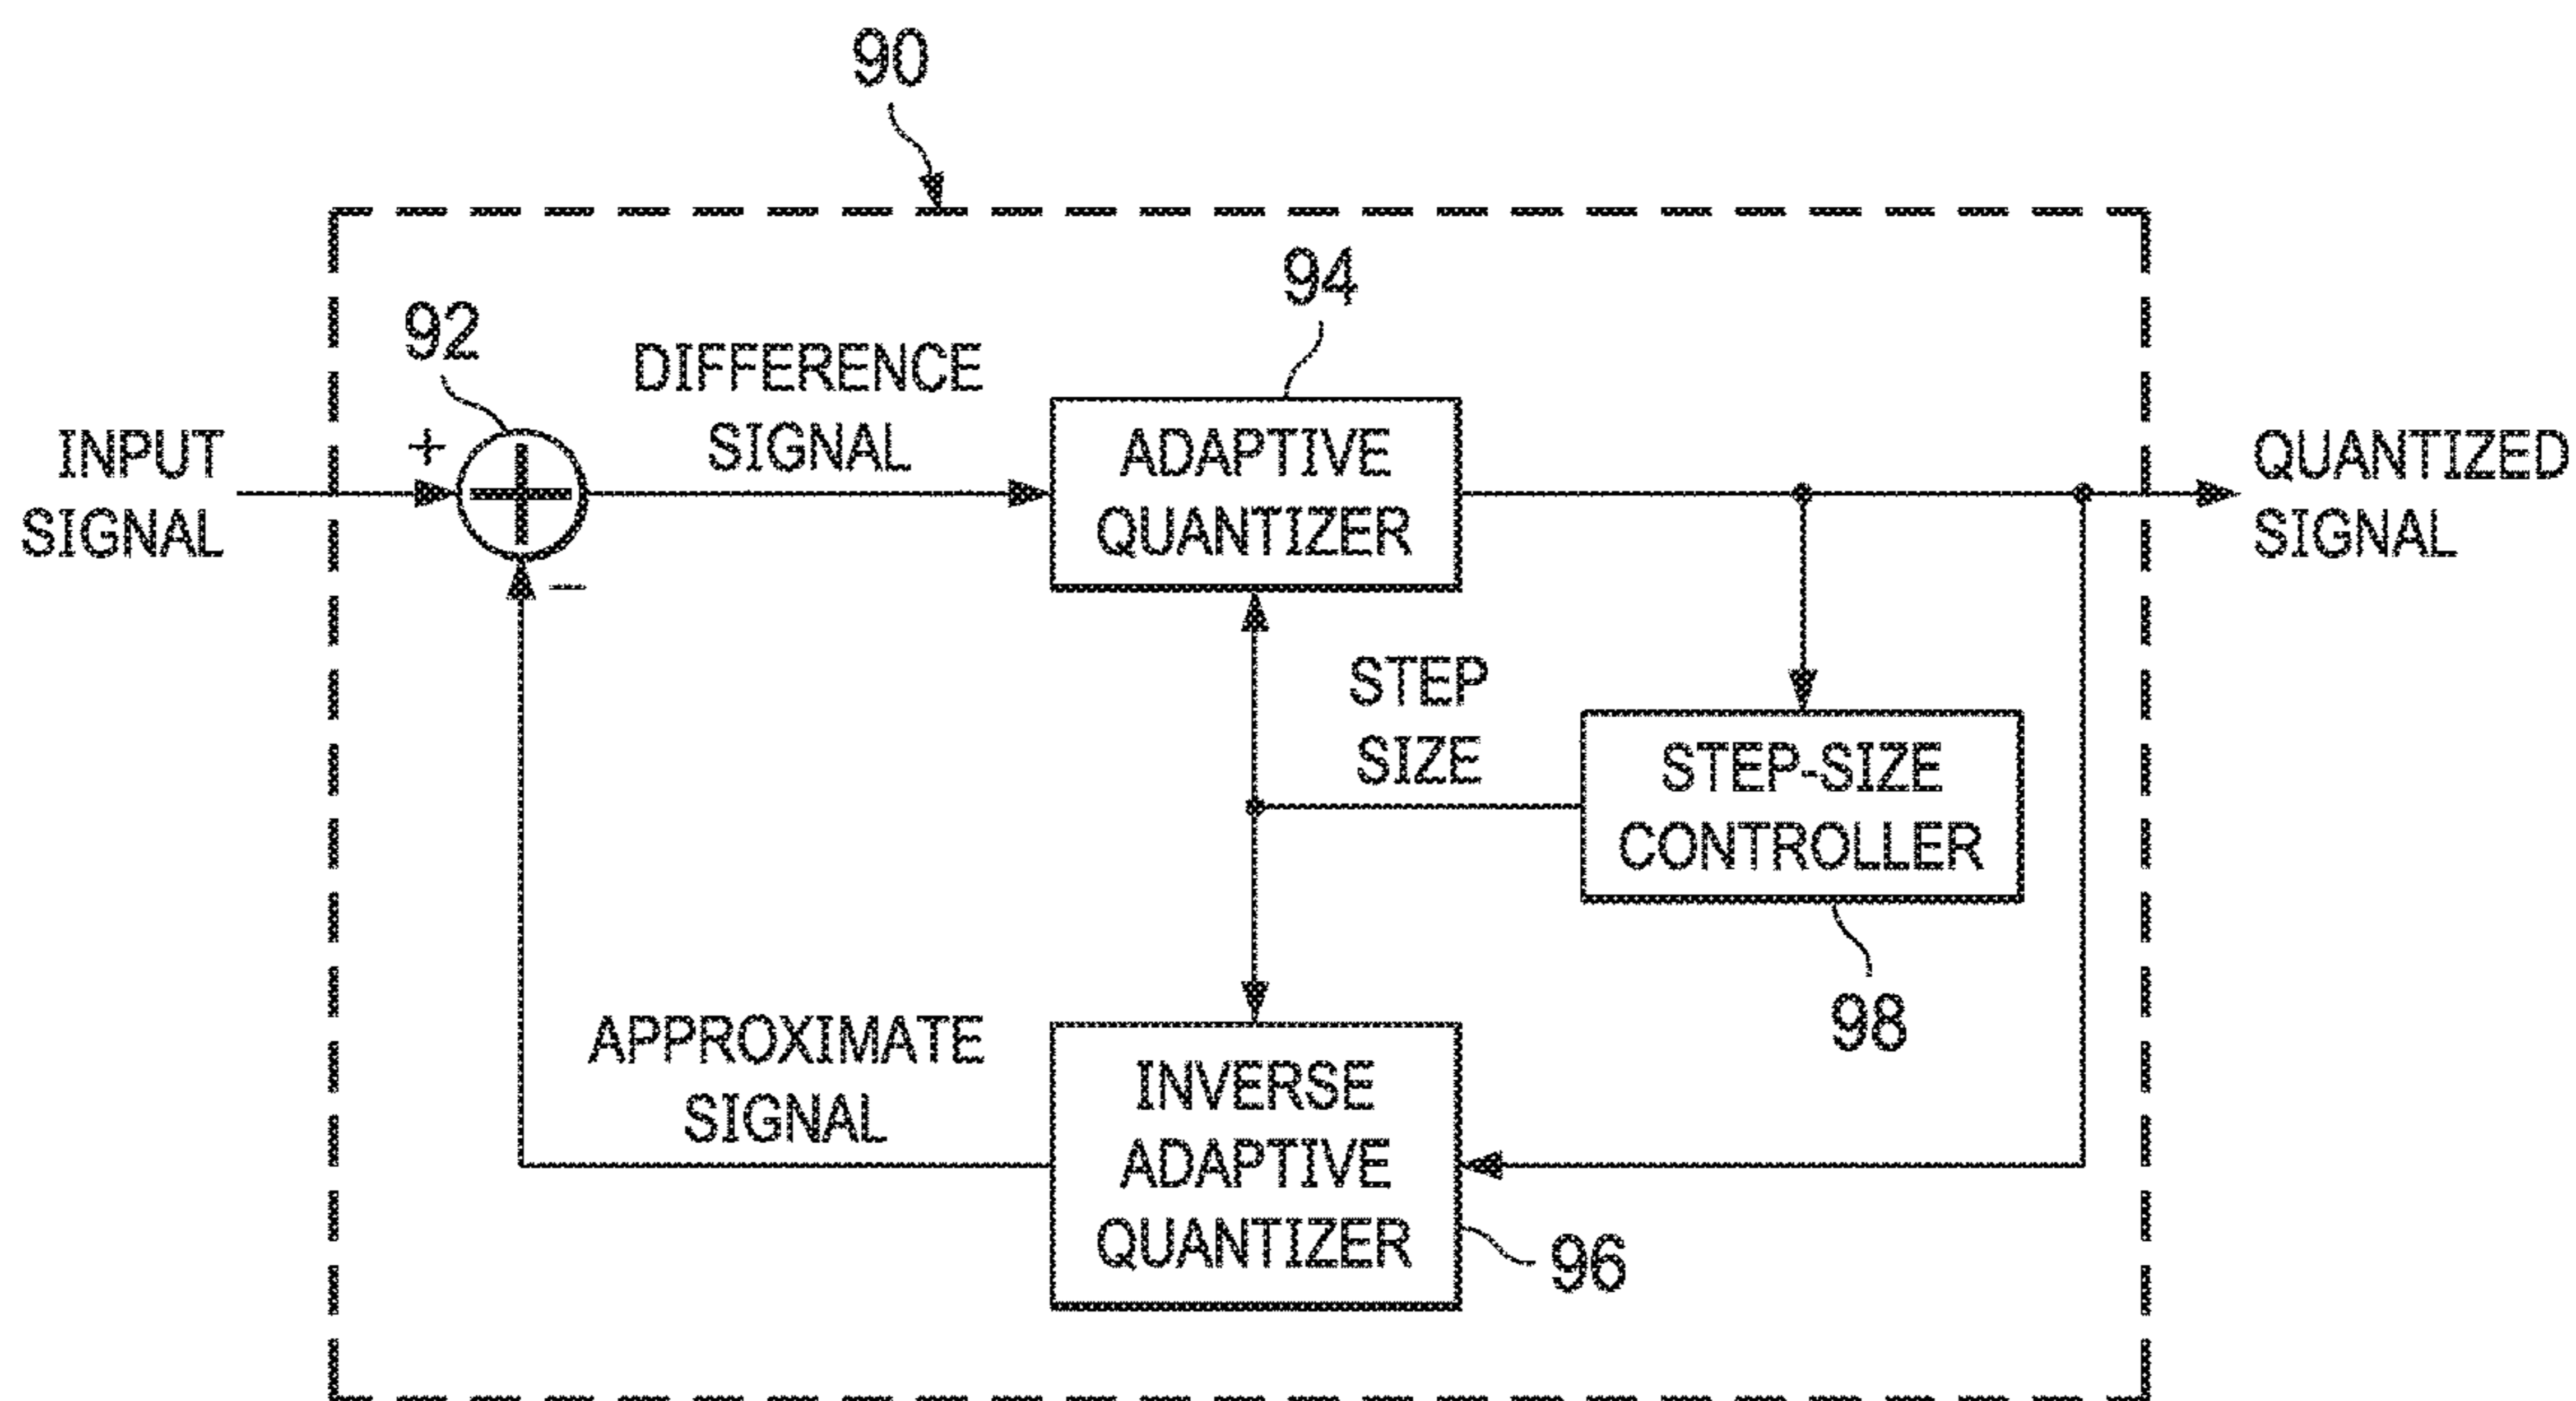 90
94
92
DIFFERENCE
SIGNAL
+
INPUT
SIGNAL
−
ADAPTIVE
QUANTIZER
QUANTIZED
SIGNAL
STEP
SIZE
STEP-SIZE
CONTROLLER
98
APPROXIMATE
SIGNAL
INVERSE
ADAPTIVE
QUANTIZER
96